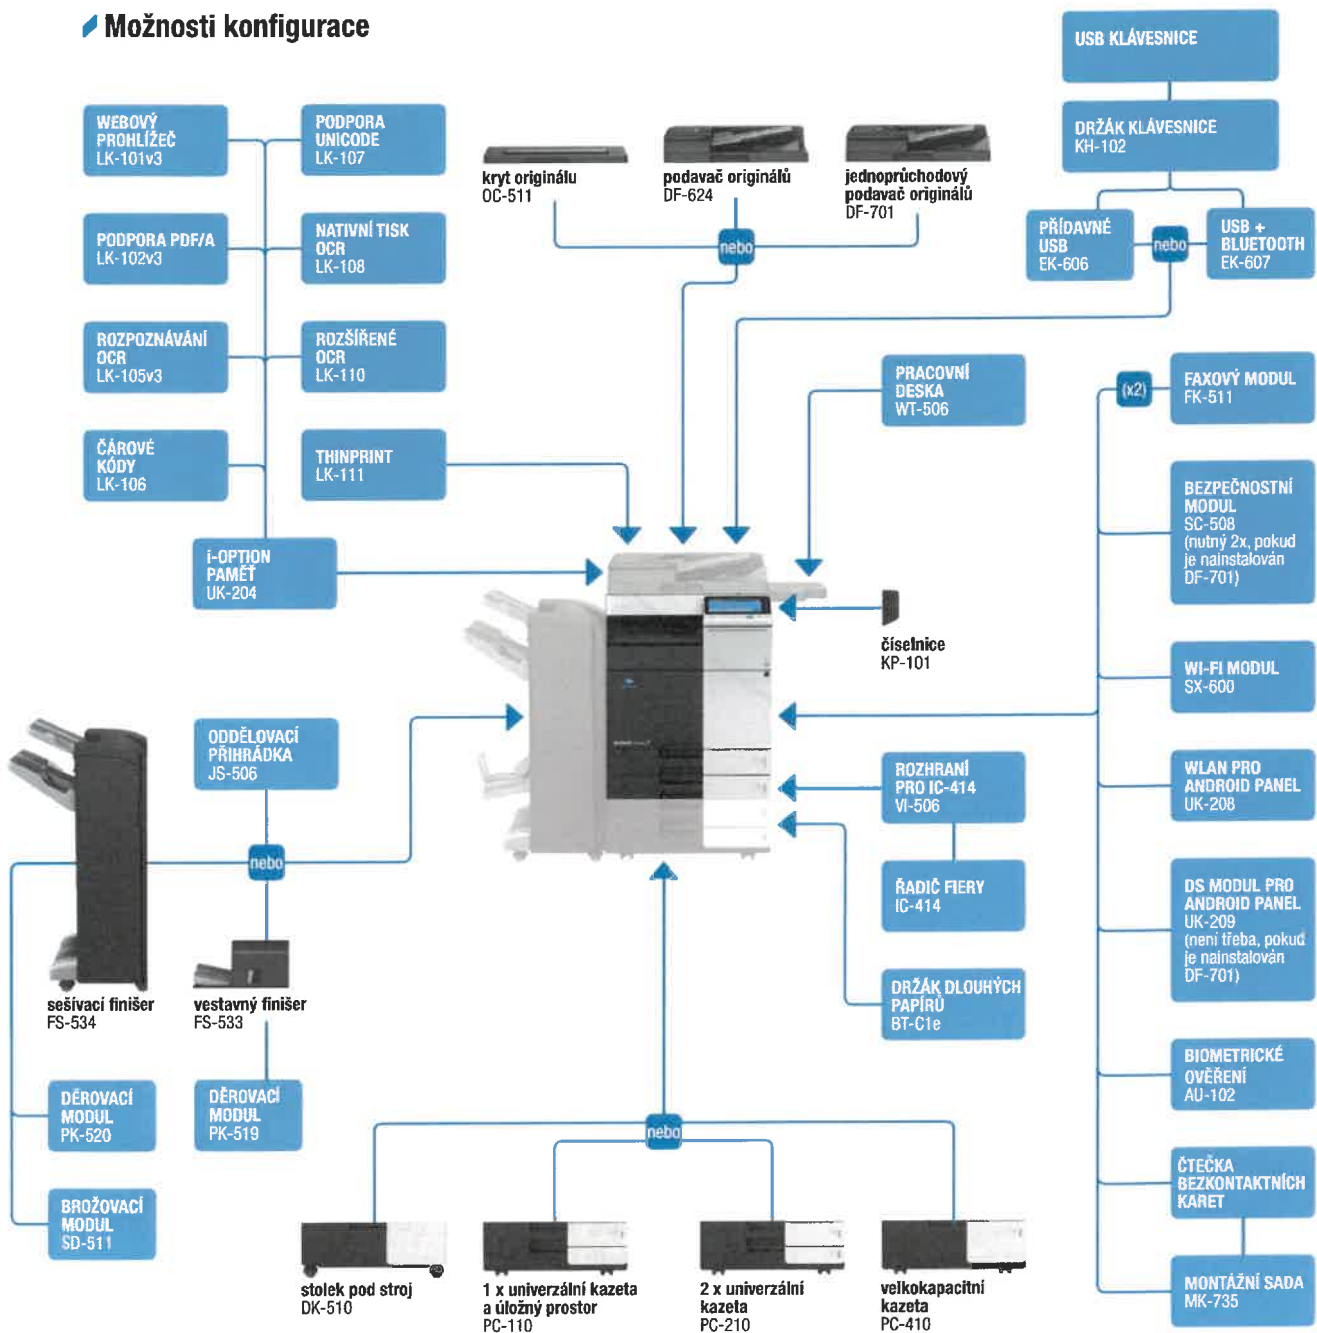 Možnosti konfigurace
USB KLÁVESNICE
DRŽÁK KLÁVESNICE
KH-102
PŘÍDAVNÉ
USB
EK-606
nebo
USB +
BLUETOOTH
EK-607
WEBOVÝ
PROHLÍŽEČ
LK-101v3
PODPORA
UNICODE
LK-107
PODPORA PDF/A
LK-102v3
NATIVNÍ TISK
OCR
LK-108
ROZPOZNÁVÁNÍ
OCR
LK-105v3
ROZŠÍŘENÉ
OCR
LK-110
ČÁROVÉ
KÓDY
LK-106
THINPRINT
LK-111
i-OPTION
PAMĚŤ
UK-204
kryt originálu
OC-511
podavač originálů
DF-624
jednoprůchodový
podavač originálů
DF-701
nebo
PRACOVNÍ
DESKA
WT-506
číselnice
KP-101
(x2)
FAXOVÝ MODUL
FK-511
BEZPEČNOSTNÍ
MODUL
SC-508
(nutný 2x, pokud
je nainstalován
DF-701)
WI-FI MODUL
SX-600
WLAN PRO
ANDROID PANEL
UK-208
DS MODUL PRO
ANDROID PANEL
UK-209
(není třeba, pokud
je nainstalován
DF-701)
BIOMETRICKÉ
OVĚŘENÍ
AU-102
ČTEČKA
BEZKONTAKTNÍCH
KARET
MONTÁŽNÍ SADA
MK-735
ROZHRANÍ
PRO IC-414
VI-506
ŘADIČ FIERY
IC-414
DRŽÁK DLOUHÝCH
PAPÍRŮ
BT-C1e
ODDĚLOVACÍ
PŘIHRÁDKA
JS-506
nebo
sešívací finišer
FS-534
vestavný finišer
FS-533
DĚROVACÍ
MODUL
PK-520
DĚROVACÍ
MODUL
PK-519
BROŽOVACÍ
MODUL
SD-511
nebo
stolek pod stroj
DK-510
1 x univerzální kazeta
a úložný prostor
PC-110
2 x univerzální
kazeta
PC-210
velkokapacitní
kazeta
PC-410